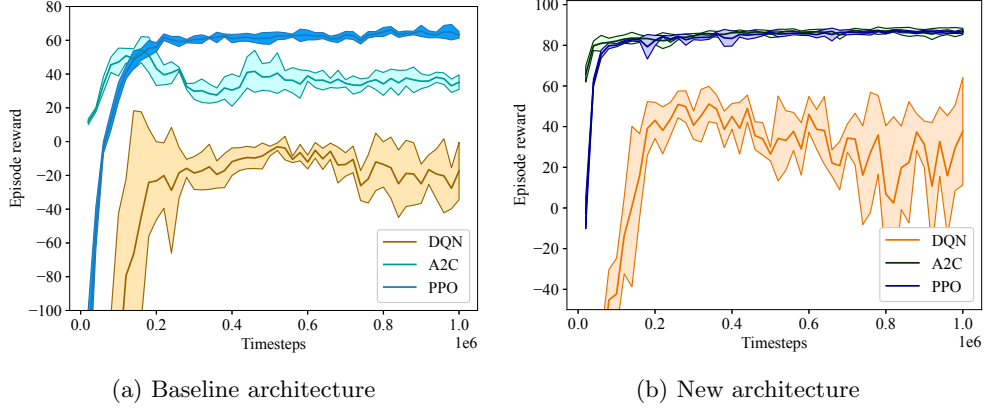 80
60
40
20
0
−20
−40
−60
−80
−100
Episode reward
0.0
0.2
0.4
0.6
0.8
1.0
1e6
Timesteps
DQN
A2C
PPO
(a) Baseline architecture
100
80
60
40
20
0
−20
−40
Episode reward
0.0
0.2
0.4
0.6
0.8
1.0
1e6
Timesteps
DQN
A2C
PPO
(b) New architecture